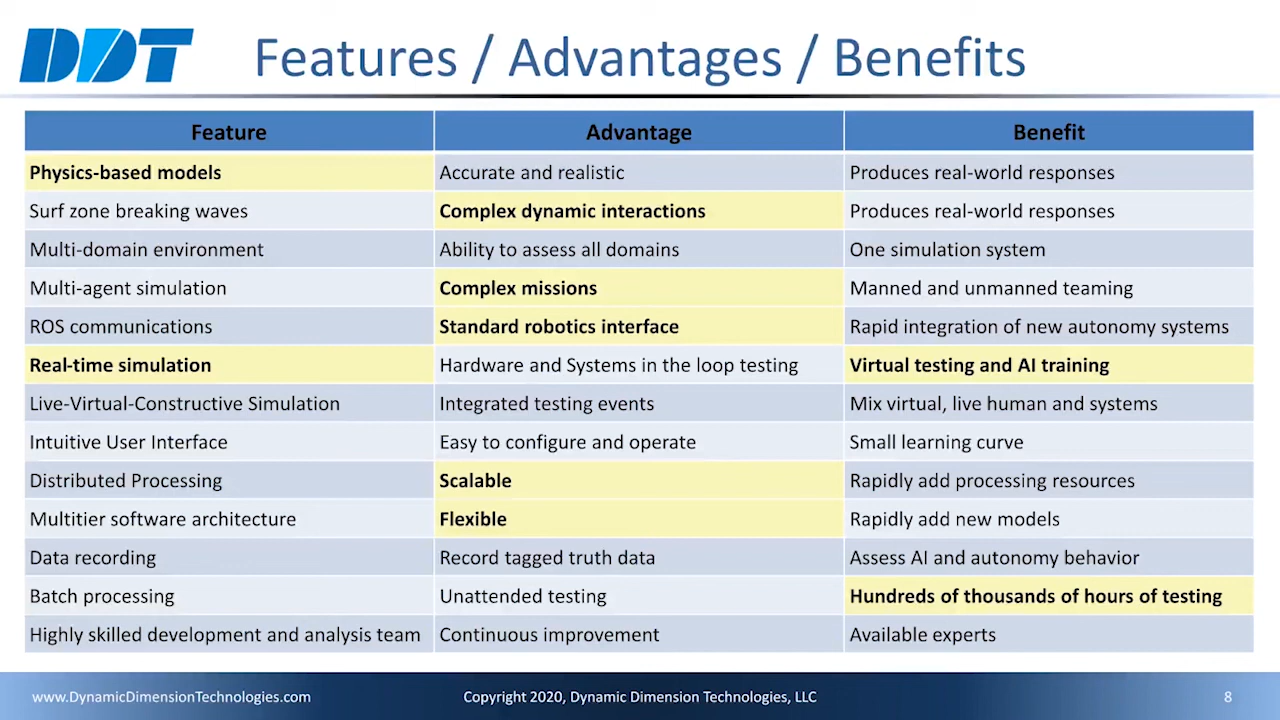 DDT
Features / Advantages / Benefits
Feature Advantage Benefit
Physics-based models Accurate and realistic Produces real-world responses
Surf zone breaking waves Complex dynamic interactions Produces real-world responses
Multi-domain environment Ability to assess all domains One simulation system
Multi-agent simulation Complex missions Manned and unmanned teaming
ROS communications Standard robotics interface Rapid integration of new autonomy systems
Real-time simulation Hardware and Systems in the loop testing Virtual testing and AI training
Live-Virtual-Constructive Simulation Integrated testing events Mix virtual, live human and systems
Intuitive User Interface Easy to configure and operate Small learning curve
Distributed Processing Scalable Rapidly add processing resources
Multitier software architecture Flexible Rapidly add new models
Data recording Record tagged truth data Assess AI and autonomy behavior
Batch processing Unattended testing Hundreds of thousands of hours of testing
Highly skilled development and analysis team Continuous improvement Available experts
www.DynamicDimensionTechnologies.com Copyright 2020, Dynamic Dimension Technologies, LLC 8